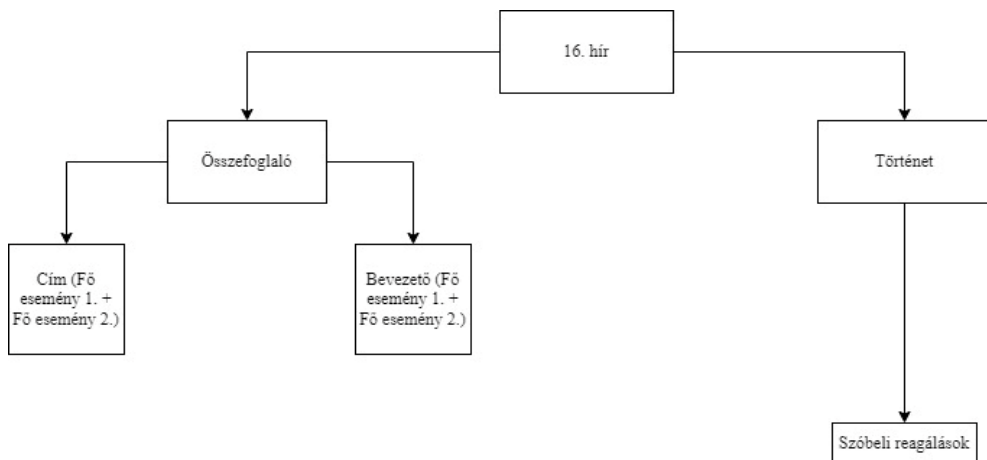 16. hír
Összefoglaló
Történet
Cím (Fő
esemény 1. +
Fő esemény 2.)
Bevezető (Fő
esemény 1. +
Fő esemény 2.)
Szóbeli reagálások